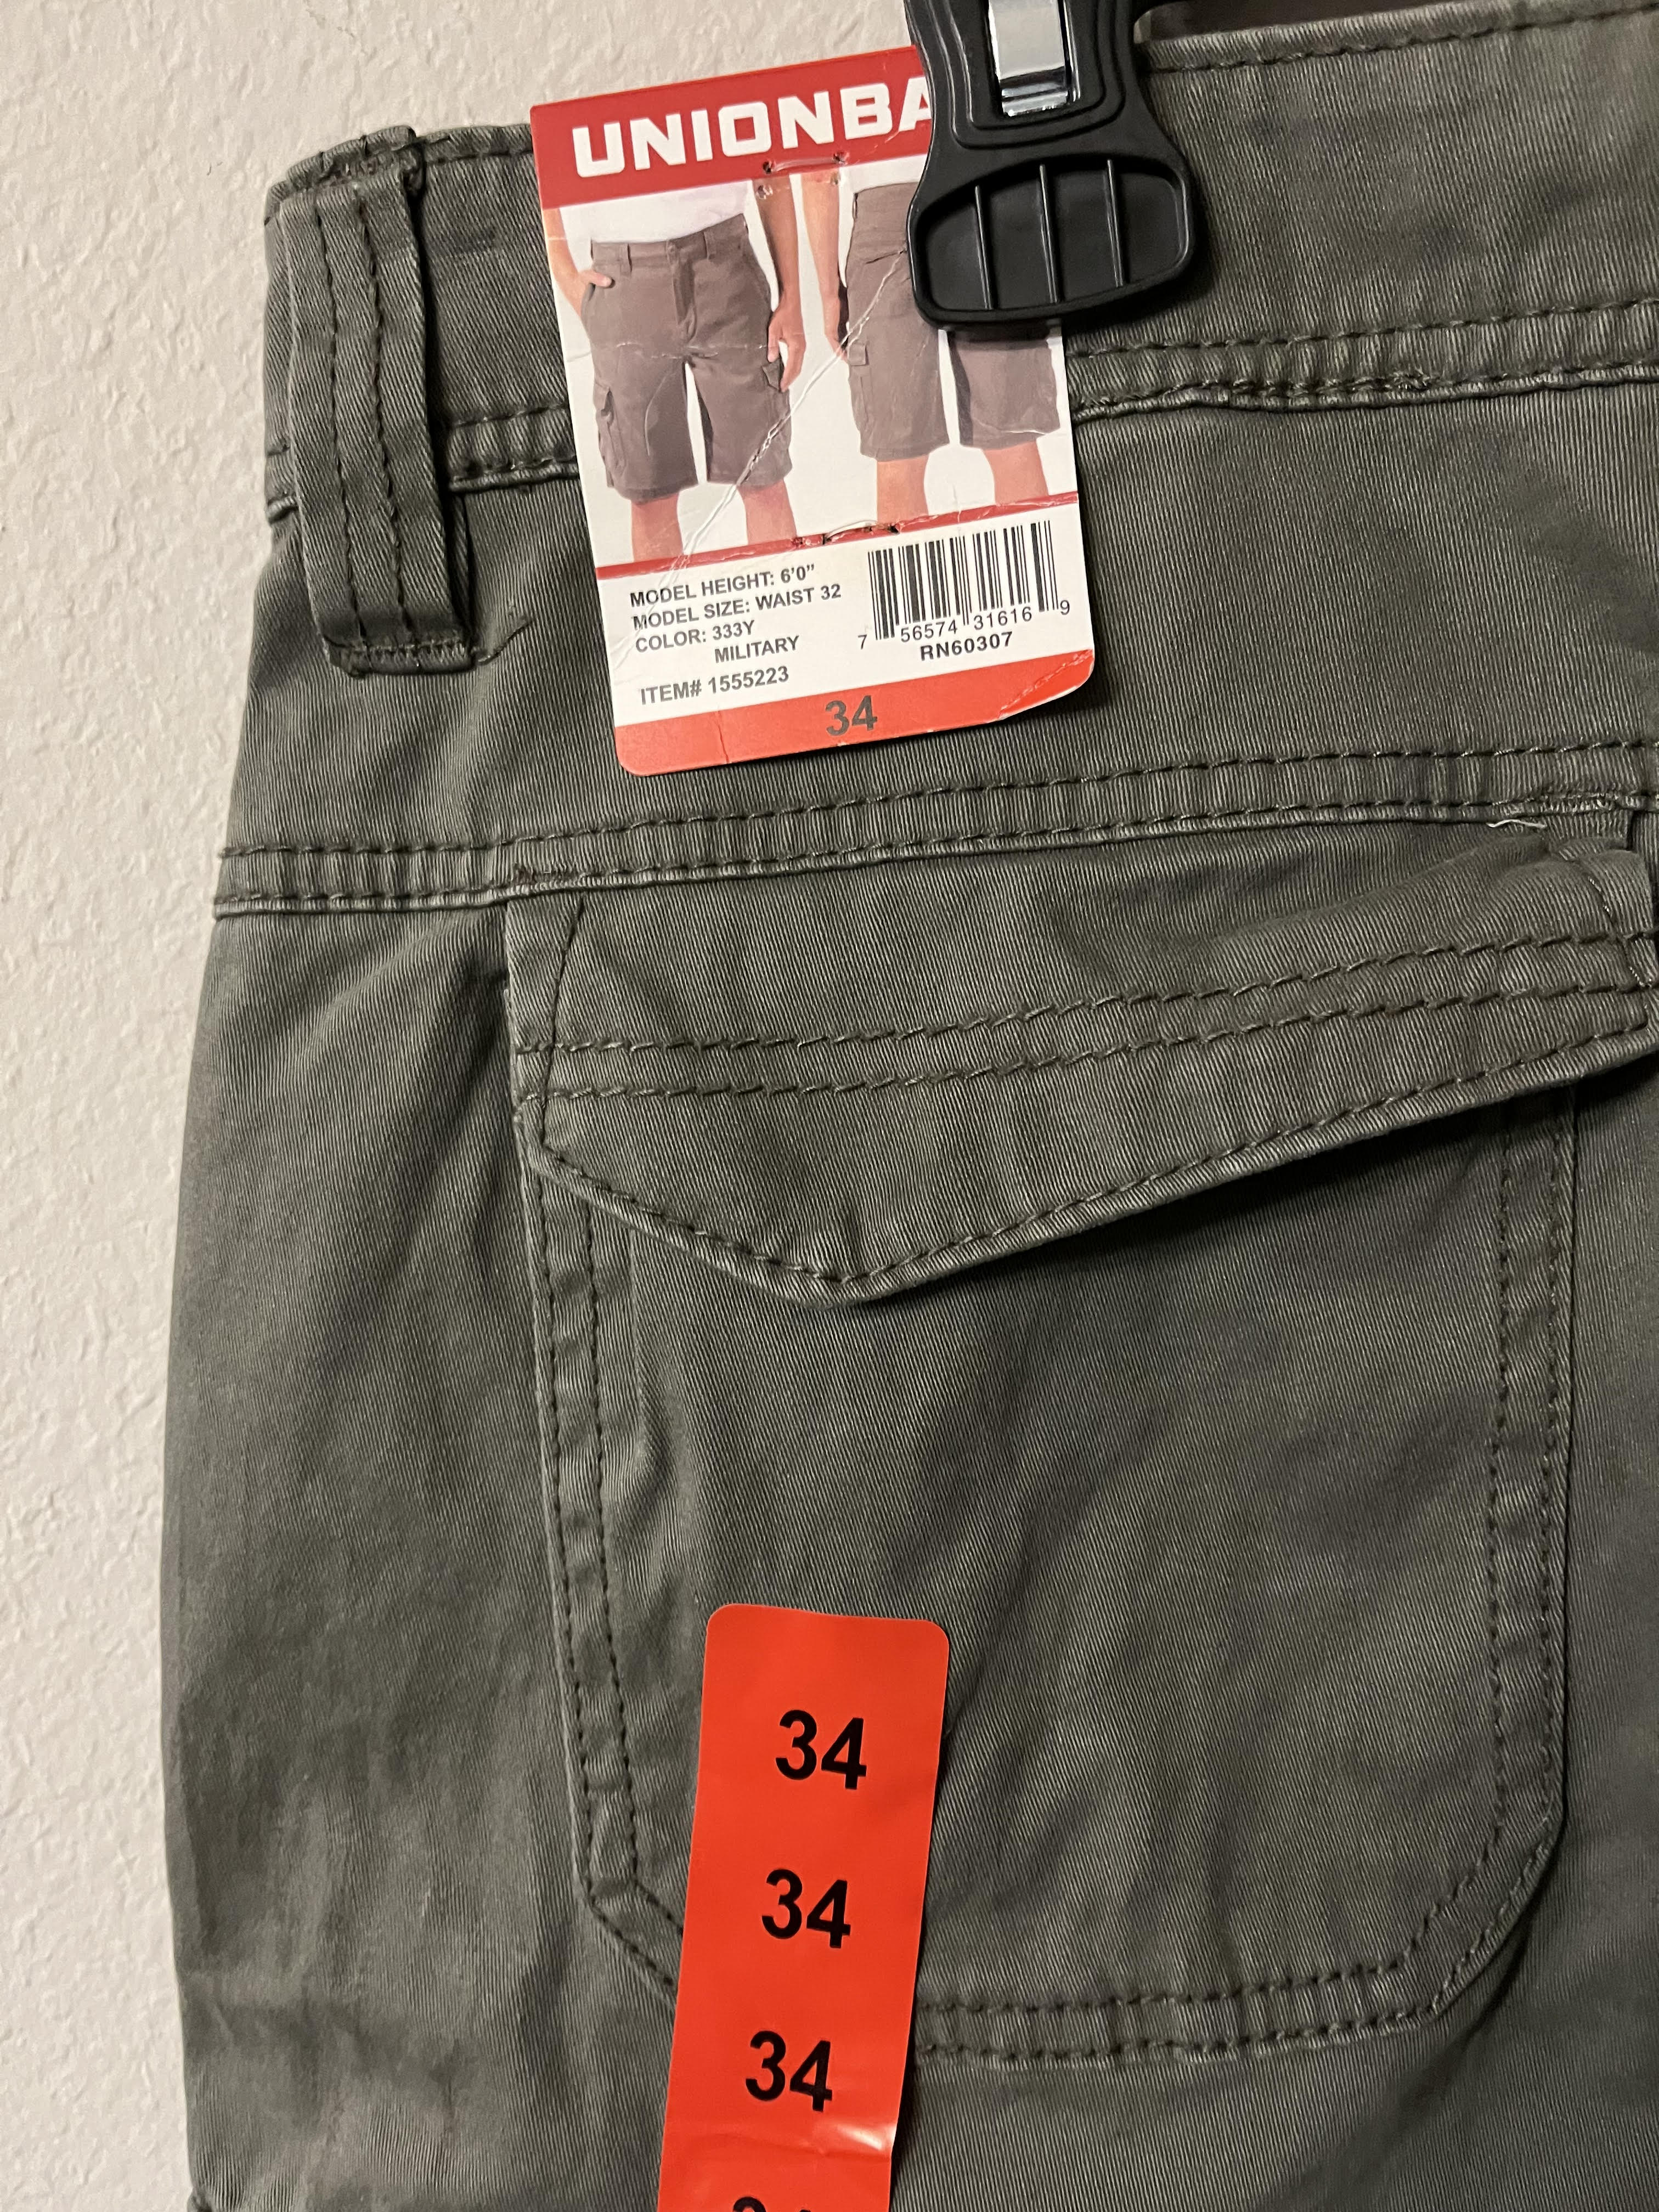 UNIONBA
MODEL HEIGHT: 6'0"
MODEL SIZE: WAIST 32
COLOR: 333Y
MILITARY
ITEM# 1555223
7 56574 31616 9
RN60307
34
34
34
34